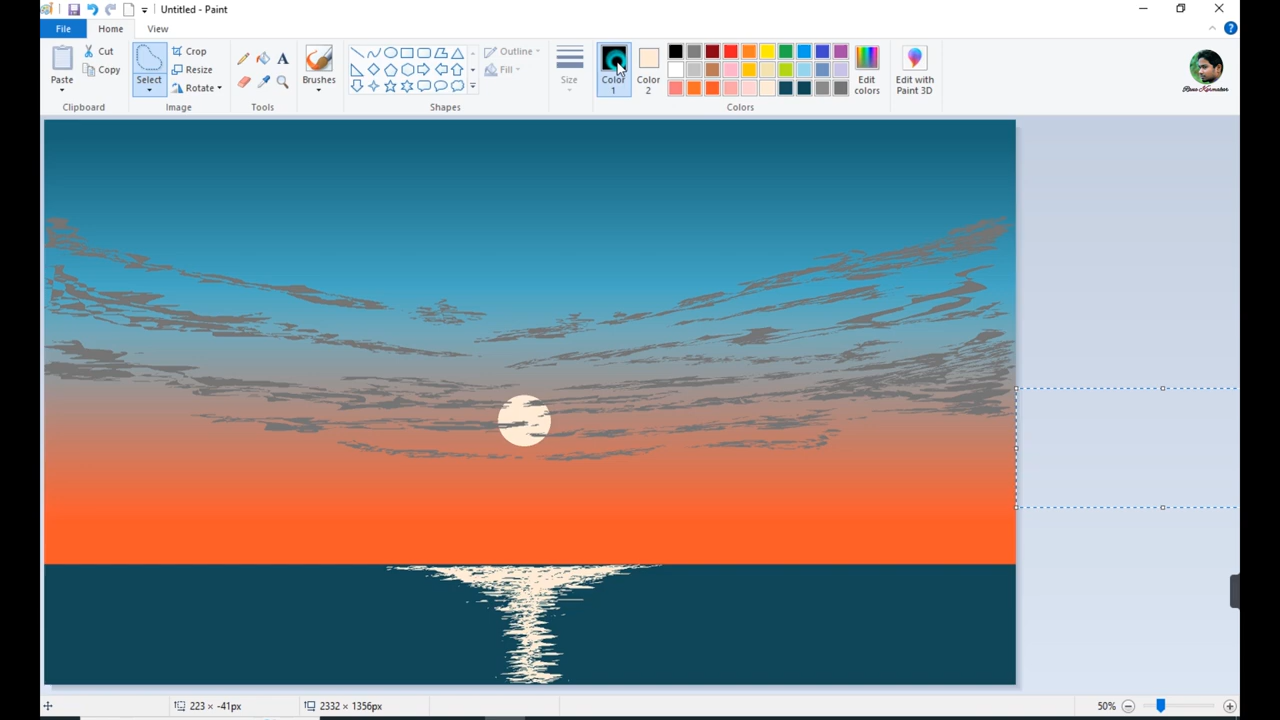 Untitled - Paint
File
Home
View
Paste
Cut
Copy
Clipboard
Select
Crop
Resize
Rotate
Image
A
Tools
Brushes
Shapes
Outline
Fill
Size
Color 1
Color 2
Colors
Edit colors
Edit with Paint 3D
223 × -41px
2332 × 1356px
50%